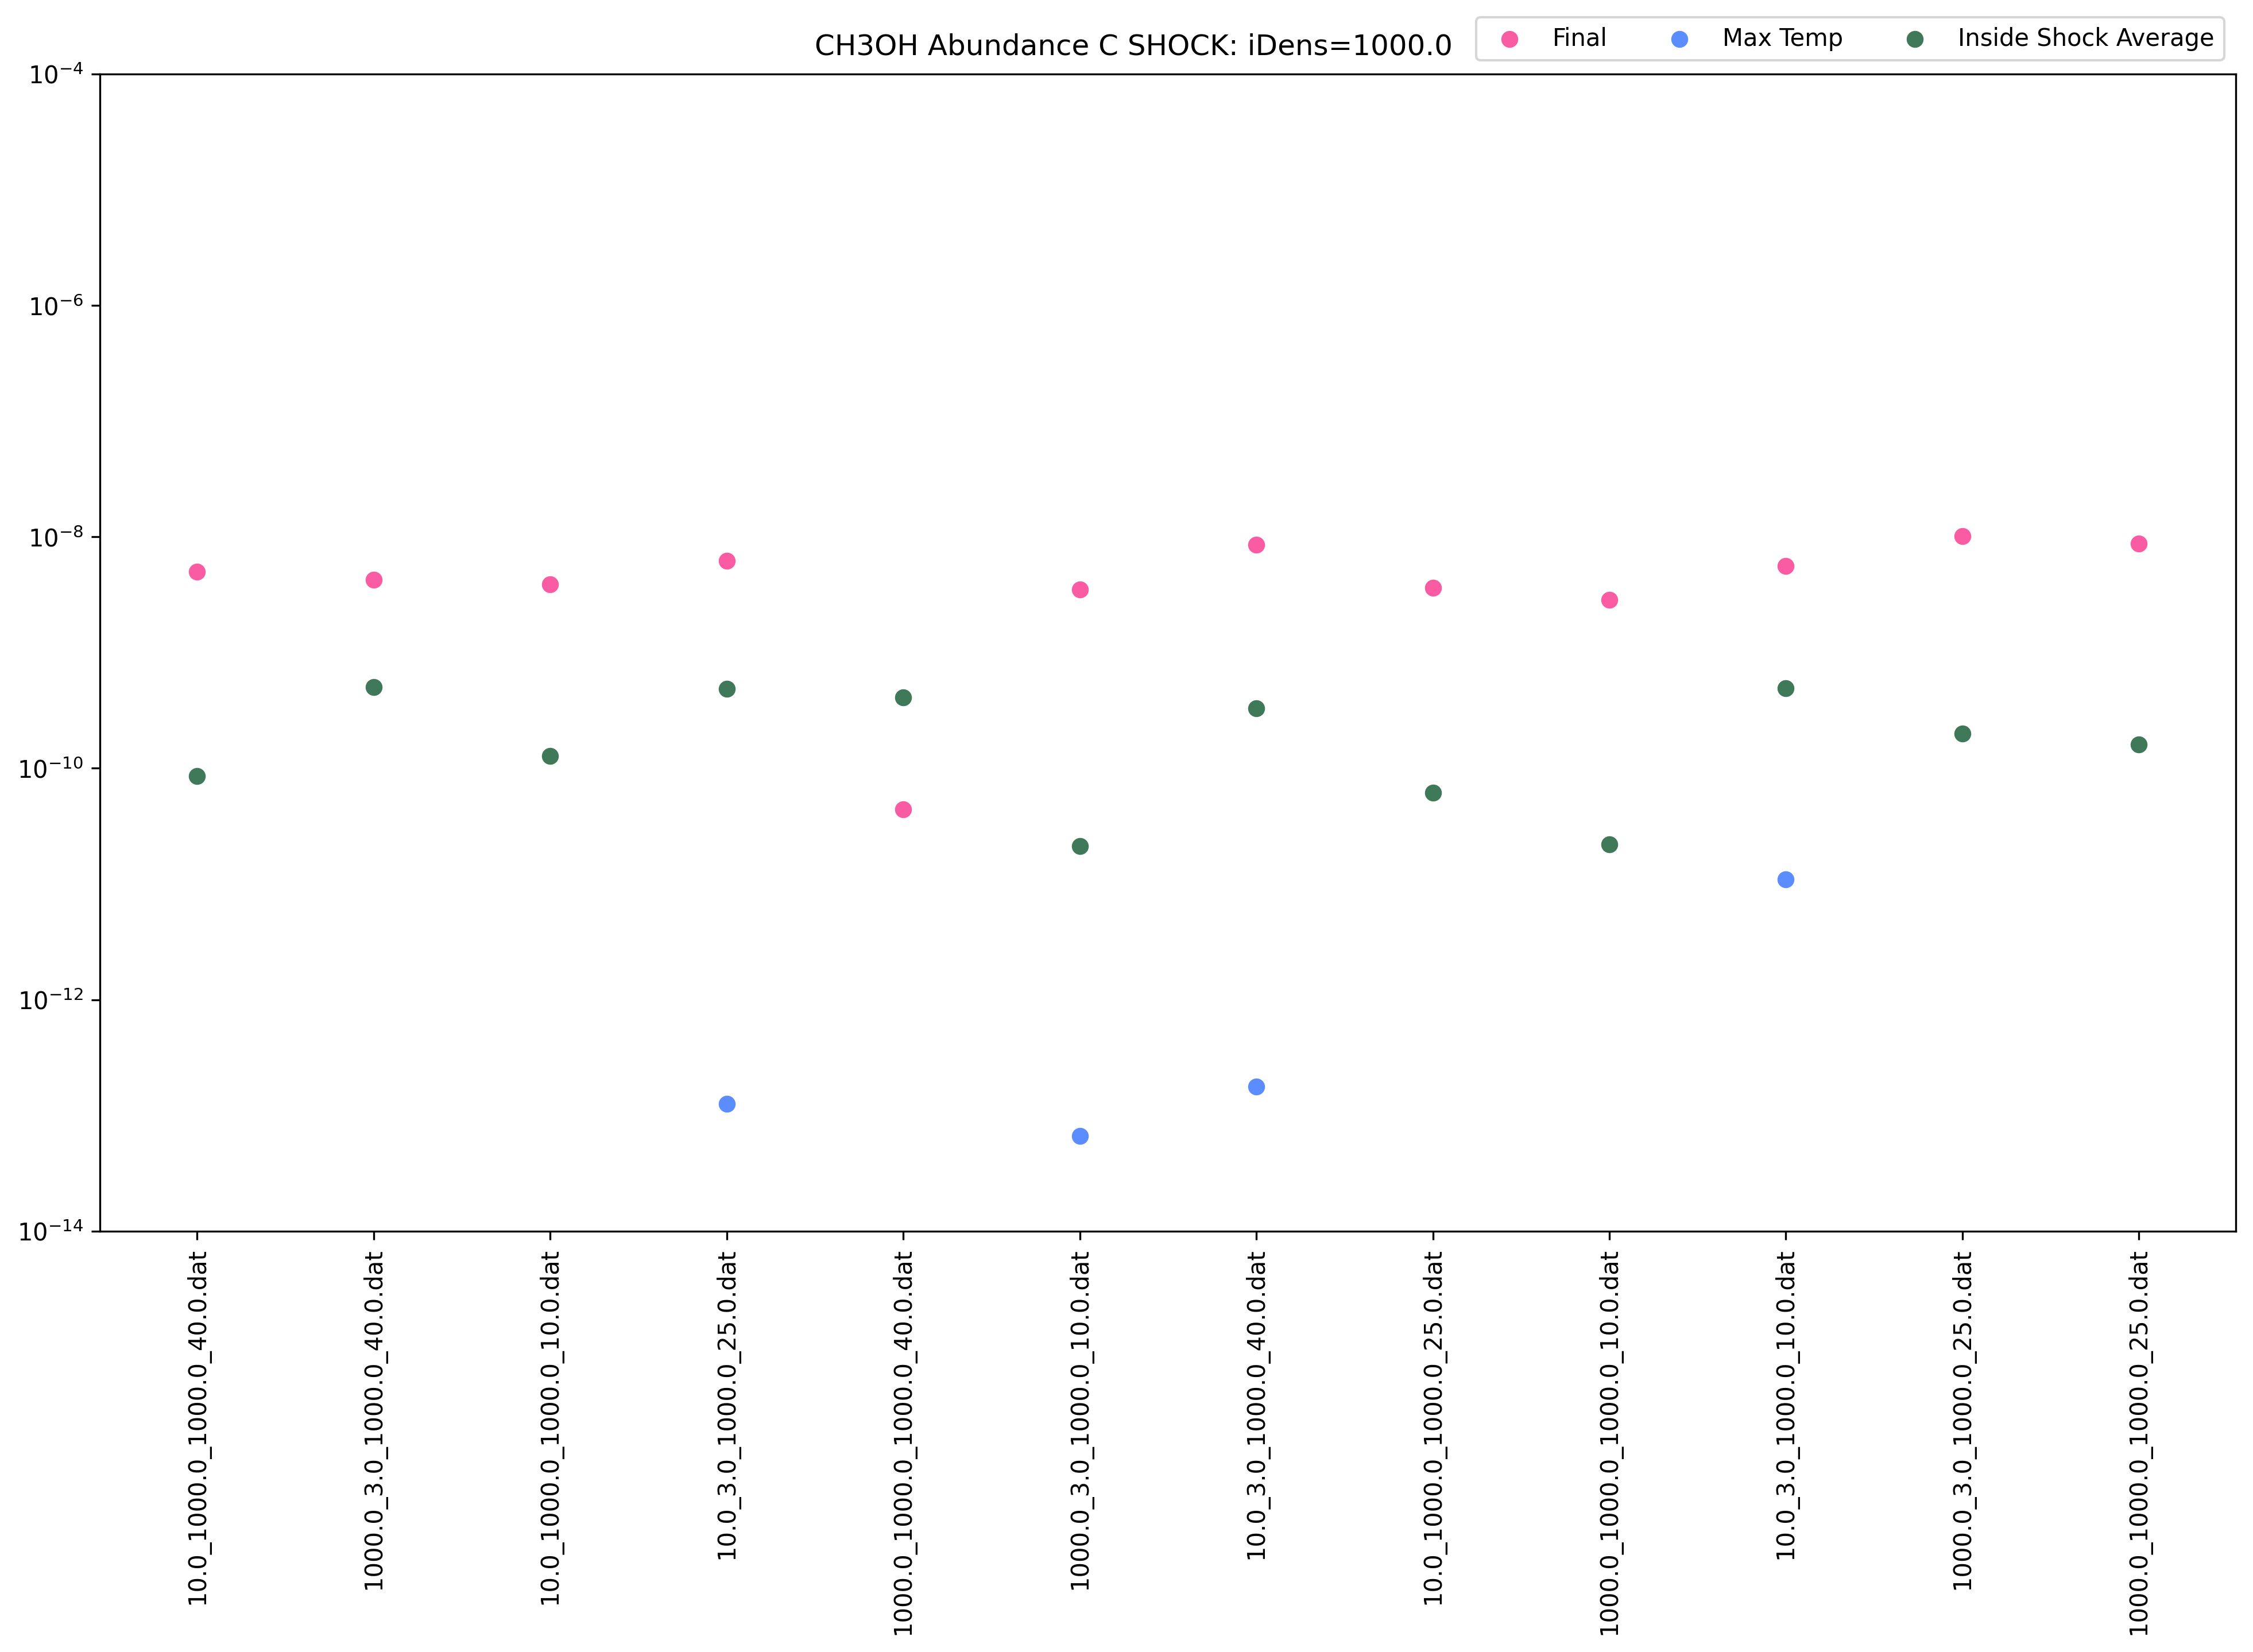 CH3OH Abundance C SHOCK: iDens=1000.0
Final
Max Temp
Inside Shock Average
10⁻⁴
10⁻⁶
10⁻⁸
10⁻¹⁰
10⁻¹²
10⁻¹⁴
10.0_1000.0_1000.0_40.0.dat
1000.0_3.0_1000.0_40.0.dat
10.0_1000.0_1000.0_10.0.dat
10.0_3.0_1000.0_25.0.dat
1000.0_1000.0_1000.0_40.0.dat
1000.0_3.0_1000.0_10.0.dat
10.0_3.0_1000.0_40.0.dat
10.0_1000.0_1000.0_25.0.dat
1000.0_1000.0_1000.0_10.0.dat
10.0_3.0_1000.0_10.0.dat
1000.0_3.0_1000.0_25.0.dat
1000.0_1000.0_1000.0_25.0.dat